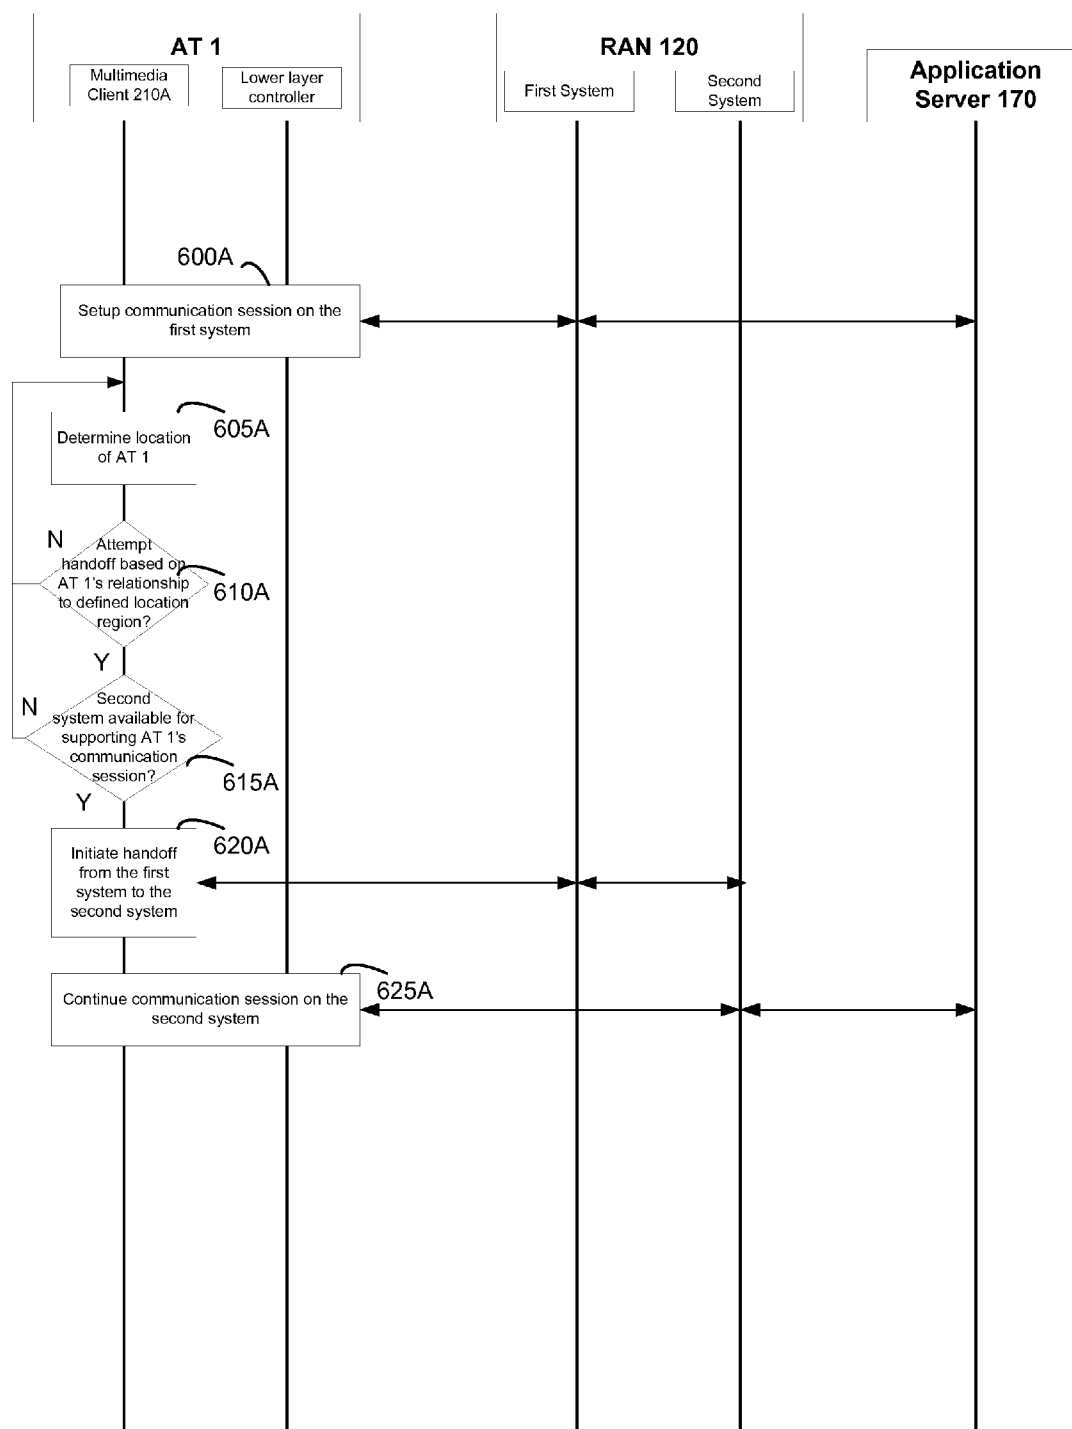 AT 1
RAN 120
Multimedia
Client 210A
Lower layer
controller
First System
Second
System
Application
Server 170
600A
Setup communication session on the
first system
605A
Determine location
of AT 1
N
Attempt
handoff based on
AT 1's relationship
to defined location
region?
610A
Y
N
Second
system available for
supporting AT 1's
communication
session?
615A
Y
620A
Initiate handoff
from the first
system to the
second system
625A
Continue communication session on the
second system